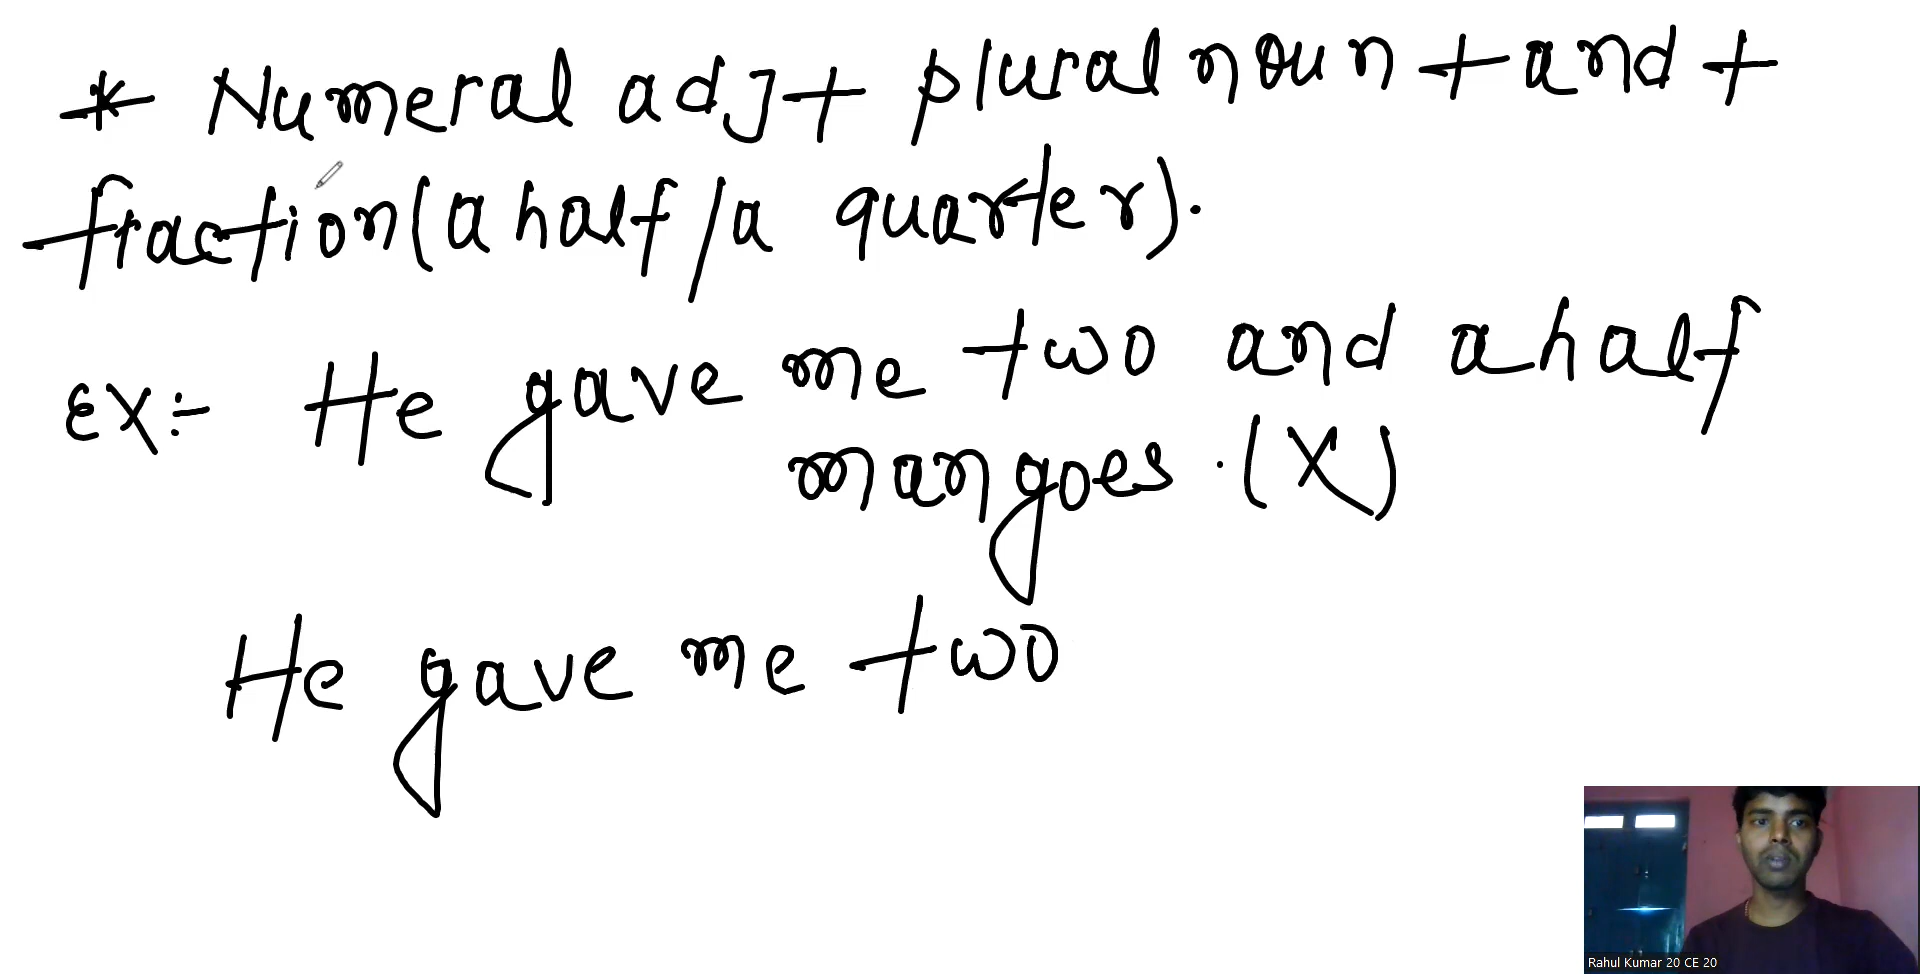 * Numeral adj + plural noun + and +
fraction (a half / a quarter).
Ex:- He gave me two and a half
mangoes. (X)
He gave me two
Rahul Kumar 20 CE 20